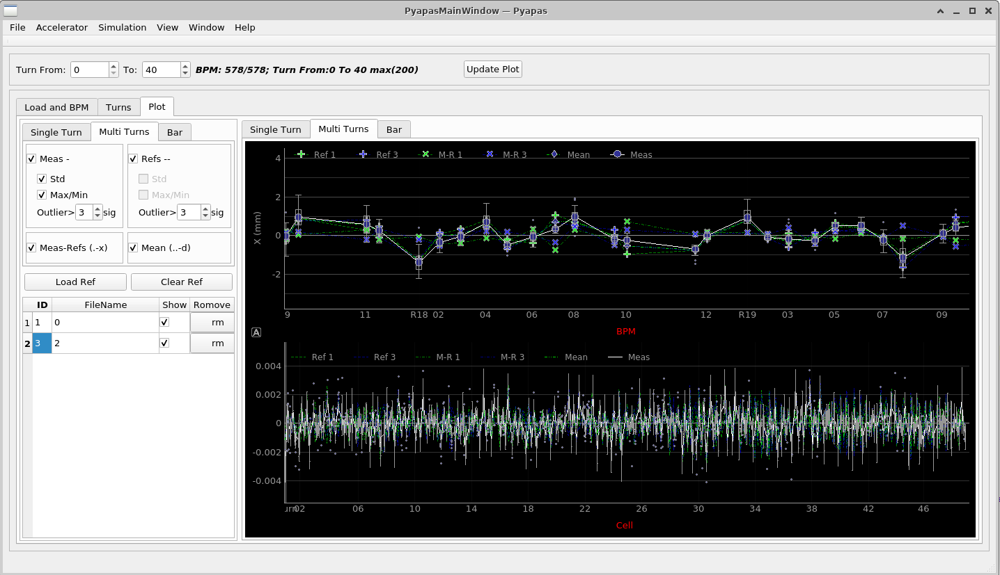 PyapasMainWindow — Pyapas
File Accelerator Simulation View Window Help
Turn From: 0 To: 40 BPM: 578/578; Turn From:0 To 40 max(200) Update Plot
Load and BPM Turns Plot
Single Turn Multi Turns Bar
Meas - Refs --
Std Std
Max/Min Max/Min
Outlier> 3 sig Outlier> 3 sig
Meas-Refs (.-x) Mean (..-d)
Load Ref Clear Ref
ID FileName Show Romove
1 1 0 rm
2 3 2 rm
Single Turn Multi Turns Bar
Ref 1 Ref 3 M-R 1 M-R 3 Mean Meas
4
2
0
-2
X (mm)
9 11 R18 02 04 06 08 10 12 R19 03 05 07 09
BPM
A
Ref 1 Ref 3 M-R 1 M-R 3 Mean Meas
0.004
0.002
0
-0.002
-0.004
02 06 10 14 18 22 26 30 34 38 42 46
Cell